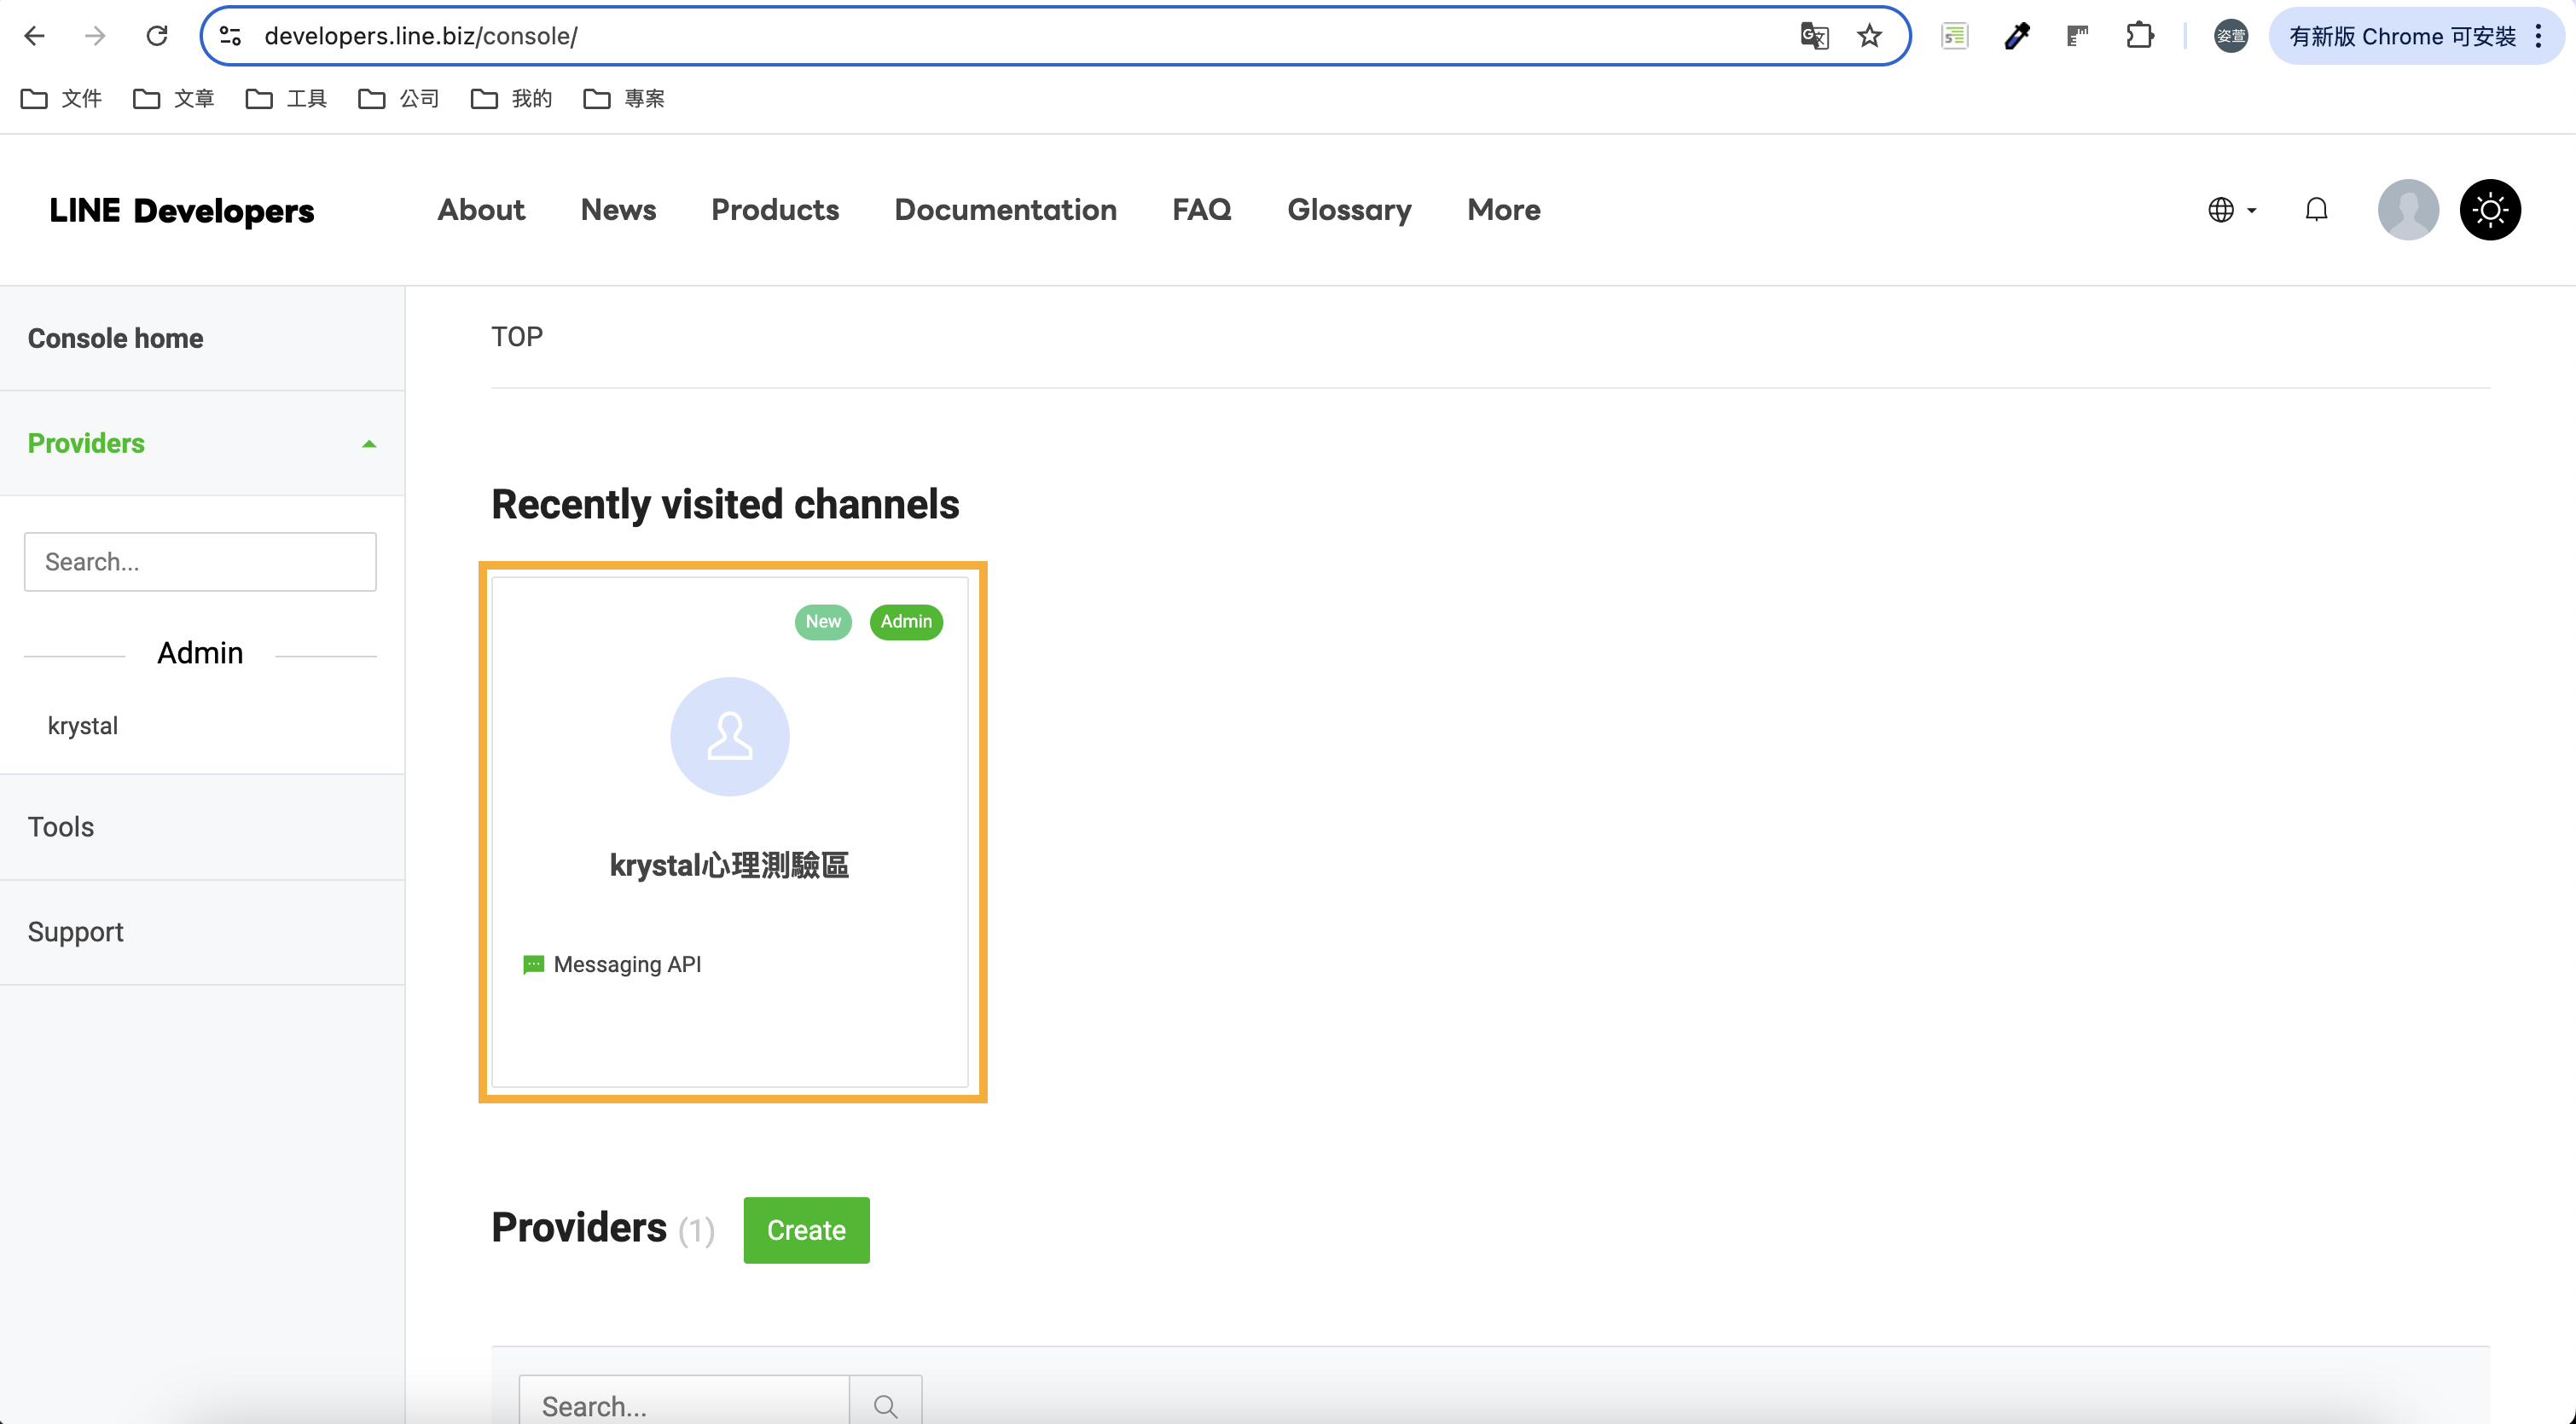 developers.line.biz/console/
姿萱
有新版 Chrome 可安裝
文件 文章 工具 公司 我的 專案
LINE Developers About News Products Documentation FAQ Glossary More
Console home
Providers
Search...
Admin
krystal
Tools
Support
TOP
Recently visited channels
New Admin
krystal心理測驗區
Messaging API
Providers (1) Create
Search...